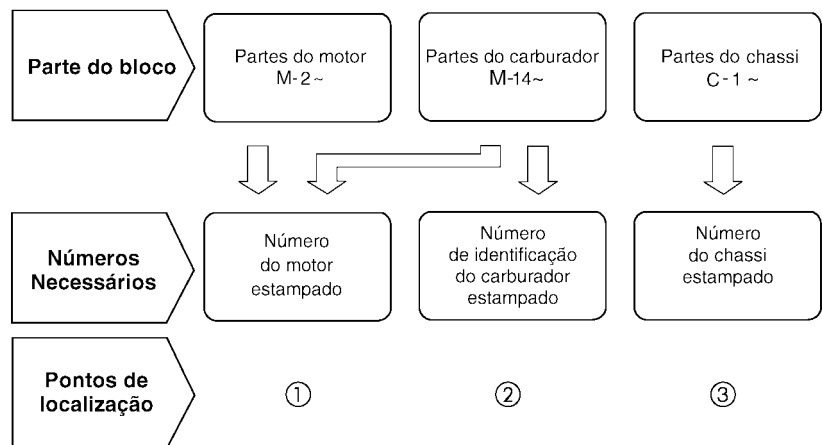 Parte do bloco
Partes do motor
M-2~
Partes do carburador
M-14~
Partes do chassi
C-1~
Números
Necessários
Número
do motor
estampado
Número
de identificação
do carburador
estampado
Número
do chassi
estampado
Pontos de
localização
①
②
③